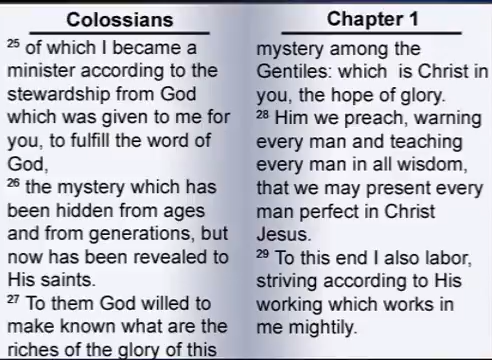 Colossians
25 of which I became a
minister according to the
stewardship from God
which was given to me for
you, to fulfill the word of
God,
26 the mystery which has
been hidden from ages
and from generations, but
now has been revealed to
His saints.
27 To them God willed to
make known what are the
riches of the glory of this
Chapter 1
mystery among the
Gentiles: which is Christ in
you, the hope of glory.
28 Him we preach, warning
every man and teaching
every man in all wisdom,
that we may present every
man perfect in Christ
Jesus.
29 To this end I also labor,
striving according to His
working which works in
me mightily.